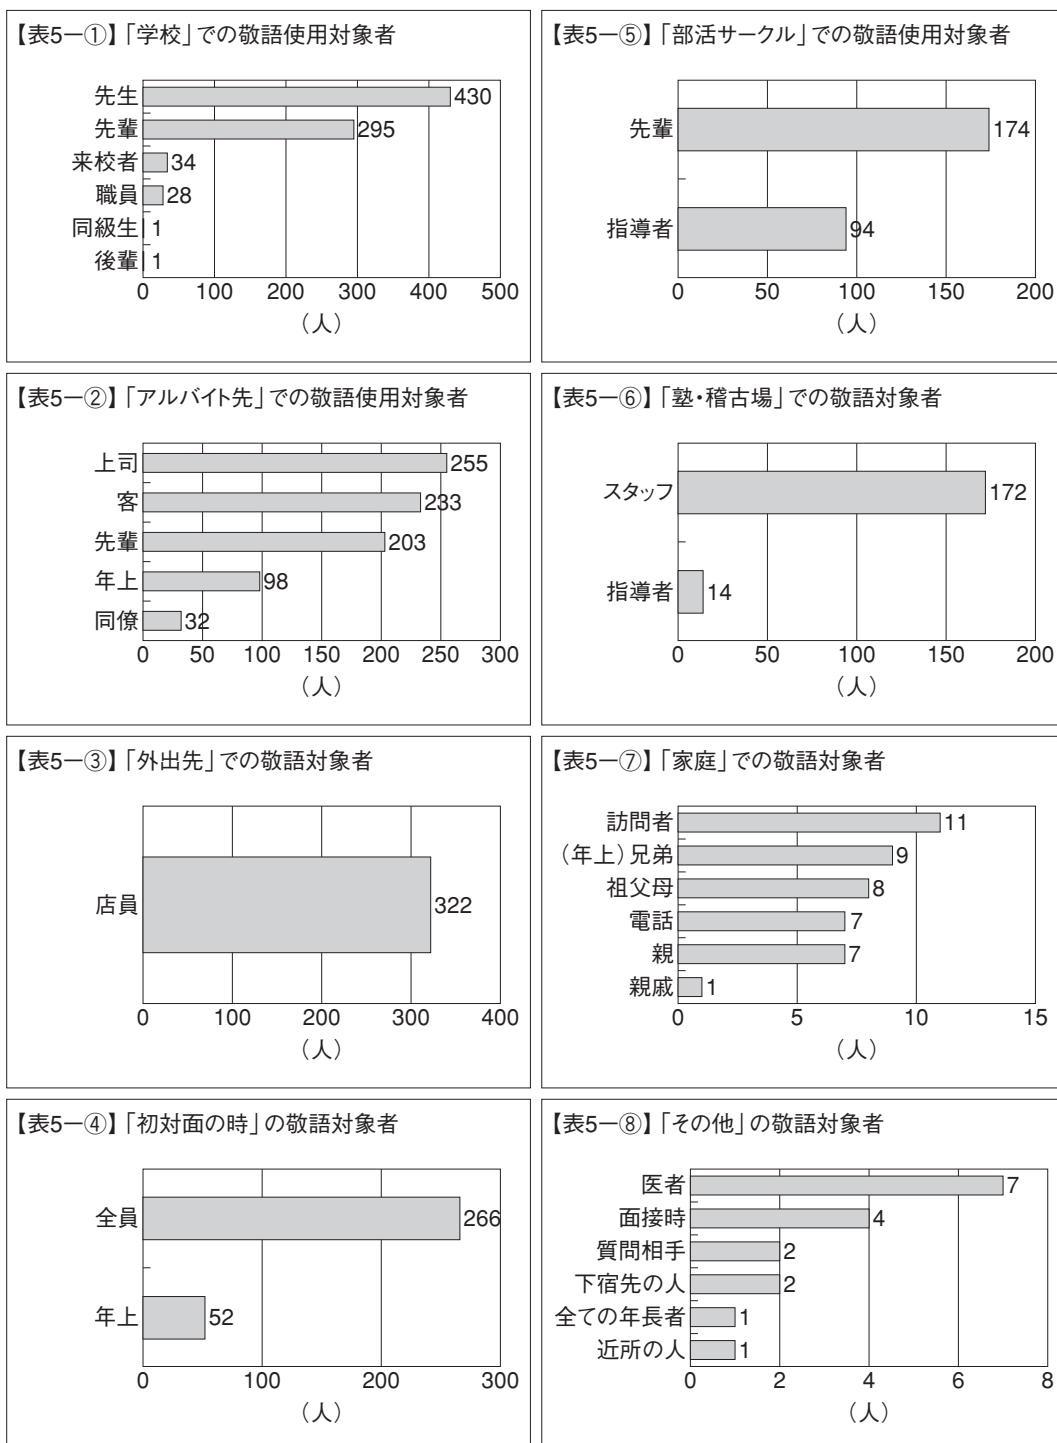 【表5—①】「学校」での敬語使用対象者
先生 430
先輩 295
来校者 34
職員 28
同級生 1
後輩 1
0 100 200 300 400 500
（人）
【表5—⑤】「部活サークル」での敬語使用対象者
先輩 174
指導者 94
0 50 100 150 200
（人）
【表5—②】「アルバイト先」での敬語使用対象者
上司 255
客 233
先輩 203
年上 98
同僚 32
0 50 100 150 200 250 300
（人）
【表5—⑥】「塾・稽古場」での敬語対象者
スタッフ 172
指導者 14
0 50 100 150 200
（人）
【表5—③】「外出先」での敬語対象者
店員 322
0 100 200 300 400
（人）
【表5—⑦】「家庭」での敬語対象者
訪問者 11
（年上）兄弟 9
祖父母 8
電話 7
親 7
親戚 1
0 5 10 15
（人）
【表5—④】「初対面の時」の敬語対象者
全員 266
年上 52
0 100 200 300
（人）
【表5—⑧】「その他」の敬語対象者
医者 7
面接時 4
質問相手 2
下宿先の人 2
全ての年長者 1
近所の人 1
0 2 4 6 8
（人）